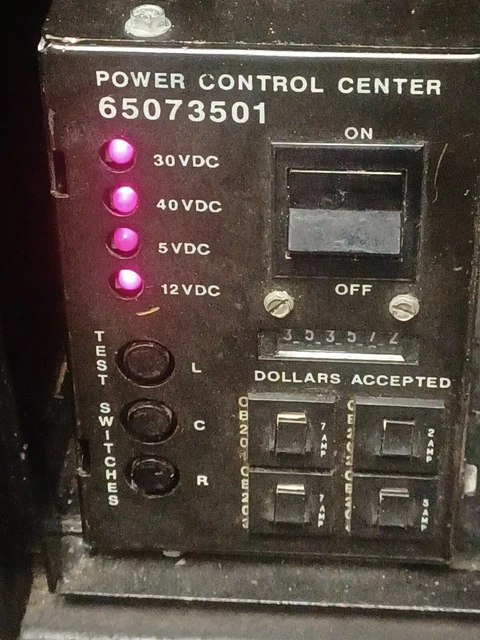 POWER CONTROL CENTER
65073501
ON
30VDC
40VDC
5VDC
12VDC
OFF
353572
DOLLARS ACCEPTED
TEST SWITCHES
L
C
R
7 AMP
2 AMP
7 AMP
5 AMP